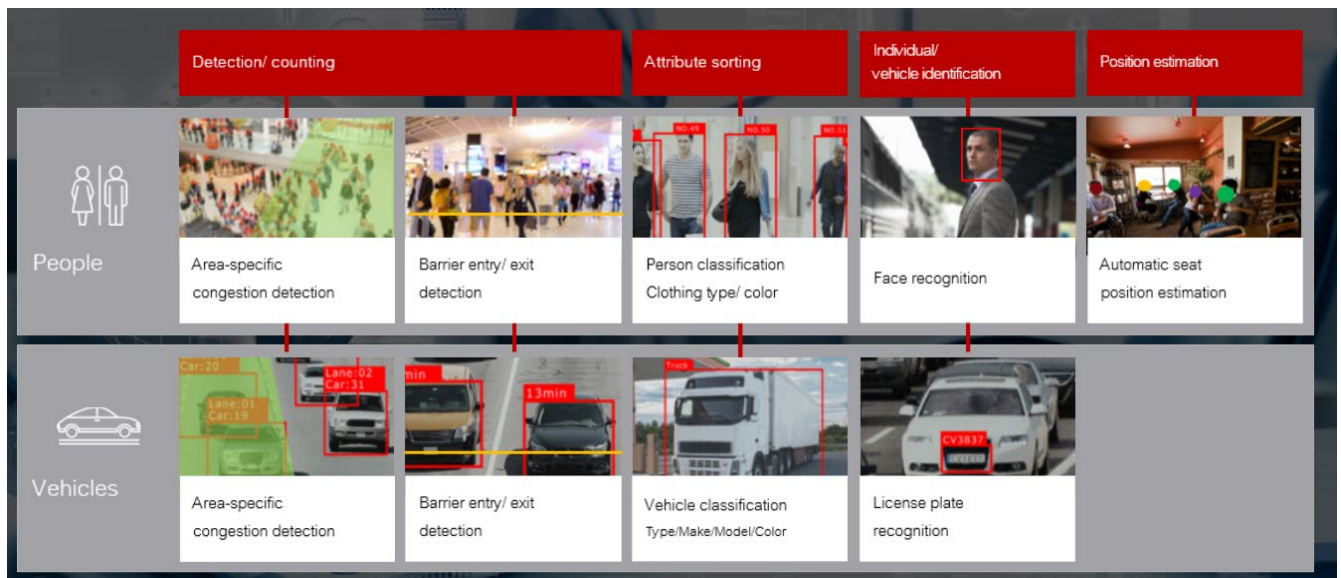 Detection/ counting
Attribute sorting
Individual/
vehicle identification
Position estimation
People
NO.49
NO.50
NO.51
Area-specific
congestion detection
Barrier entry/ exit
detection
Person classification
Clothing type/ color
Face recognition
Automatic seat
position estimation
Vehicles
Car:20
Lane:01
Car:19
Lane:02
Car:31
min
13min
Truck
CV3837
Area-specific
congestion detection
Barrier entry/ exit
detection
Vehicle classification
Type/Make/Model/Color
License plate
recognition